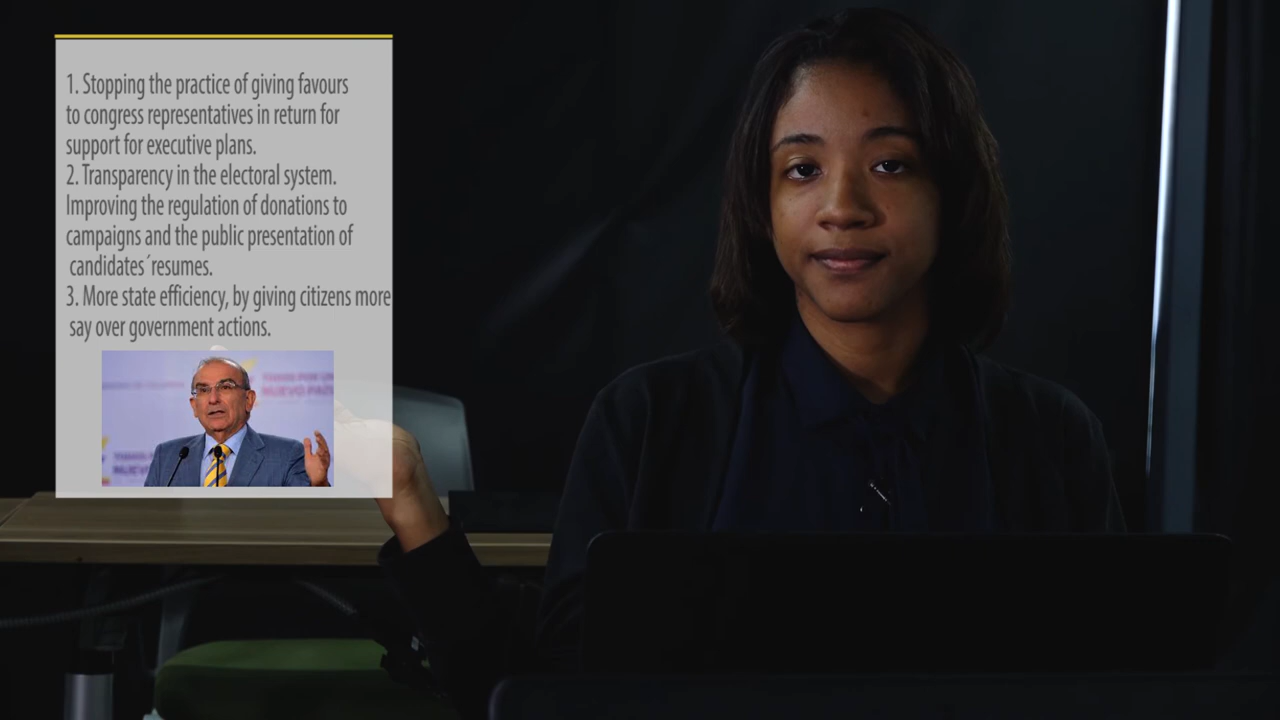 1. Stopping the practice of giving favours
to congress representatives in return for
support for executive plans.
2. Transparency in the electoral system.
Improving the regulation of donations to
campaigns and the public presentation of
candidates´resumes.
3. More state efficiency, by giving citizens more
say over government actions.